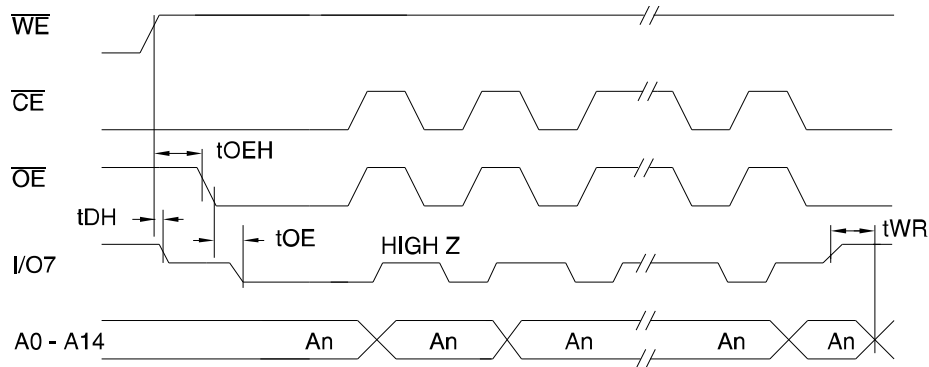 WE
CE
tOEH
OE
tDH
tOE
tWR
HIGH Z
I/O7
A0 - A14
An An An An An